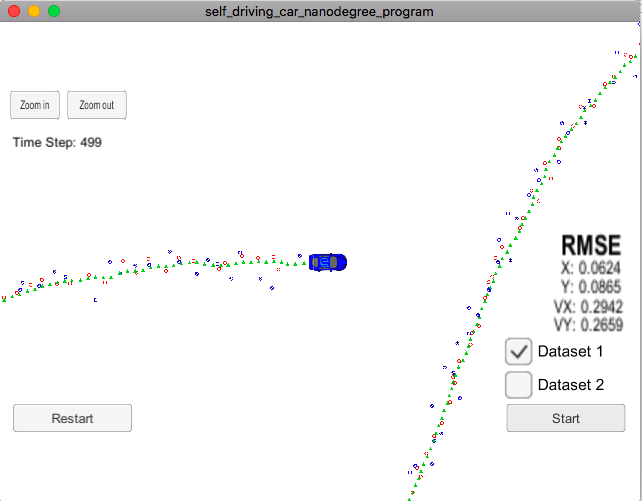 self_driving_car_nanodegree_program
Zoom in
Zoom out
Time Step: 499
RMSE
X: 0.0624
Y: 0.0865
VX: 0.2942
VY: 0.2659
Dataset 1
Dataset 2
Restart
Start